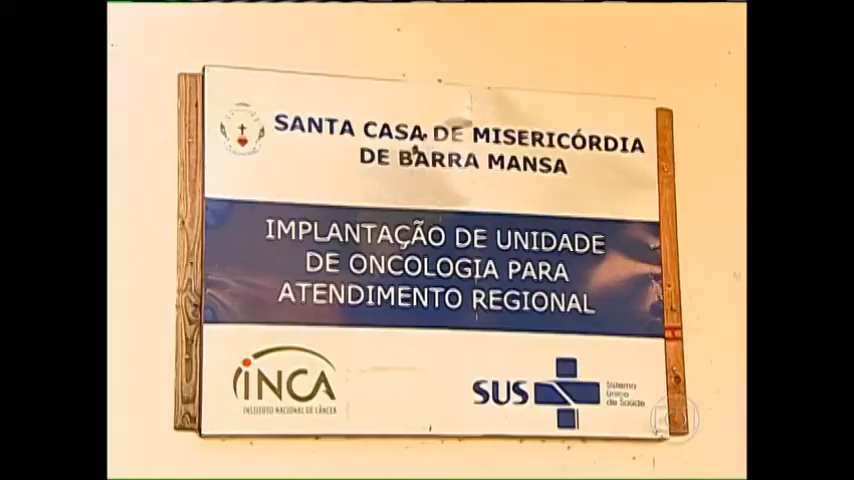 SANTA CASA DE MISERICÓRDIA
DE BARRA MANSA
IMPLANTAÇÃO DE UNIDADE
DE ONCOLOGIA PARA
ATENDIMENTO REGIONAL
INCA
INSTITUTO NACIONAL DO CÂNCER
SUS
Sistema
Único
de Saúde